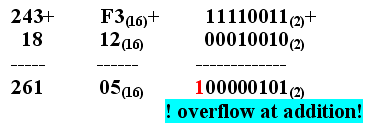 243+ F3(16)+ 11110011(2)+
18 12(16) 00010010(2)
----- ------ -------------
261 05(16) 100000101(2)
! overflow at addition!